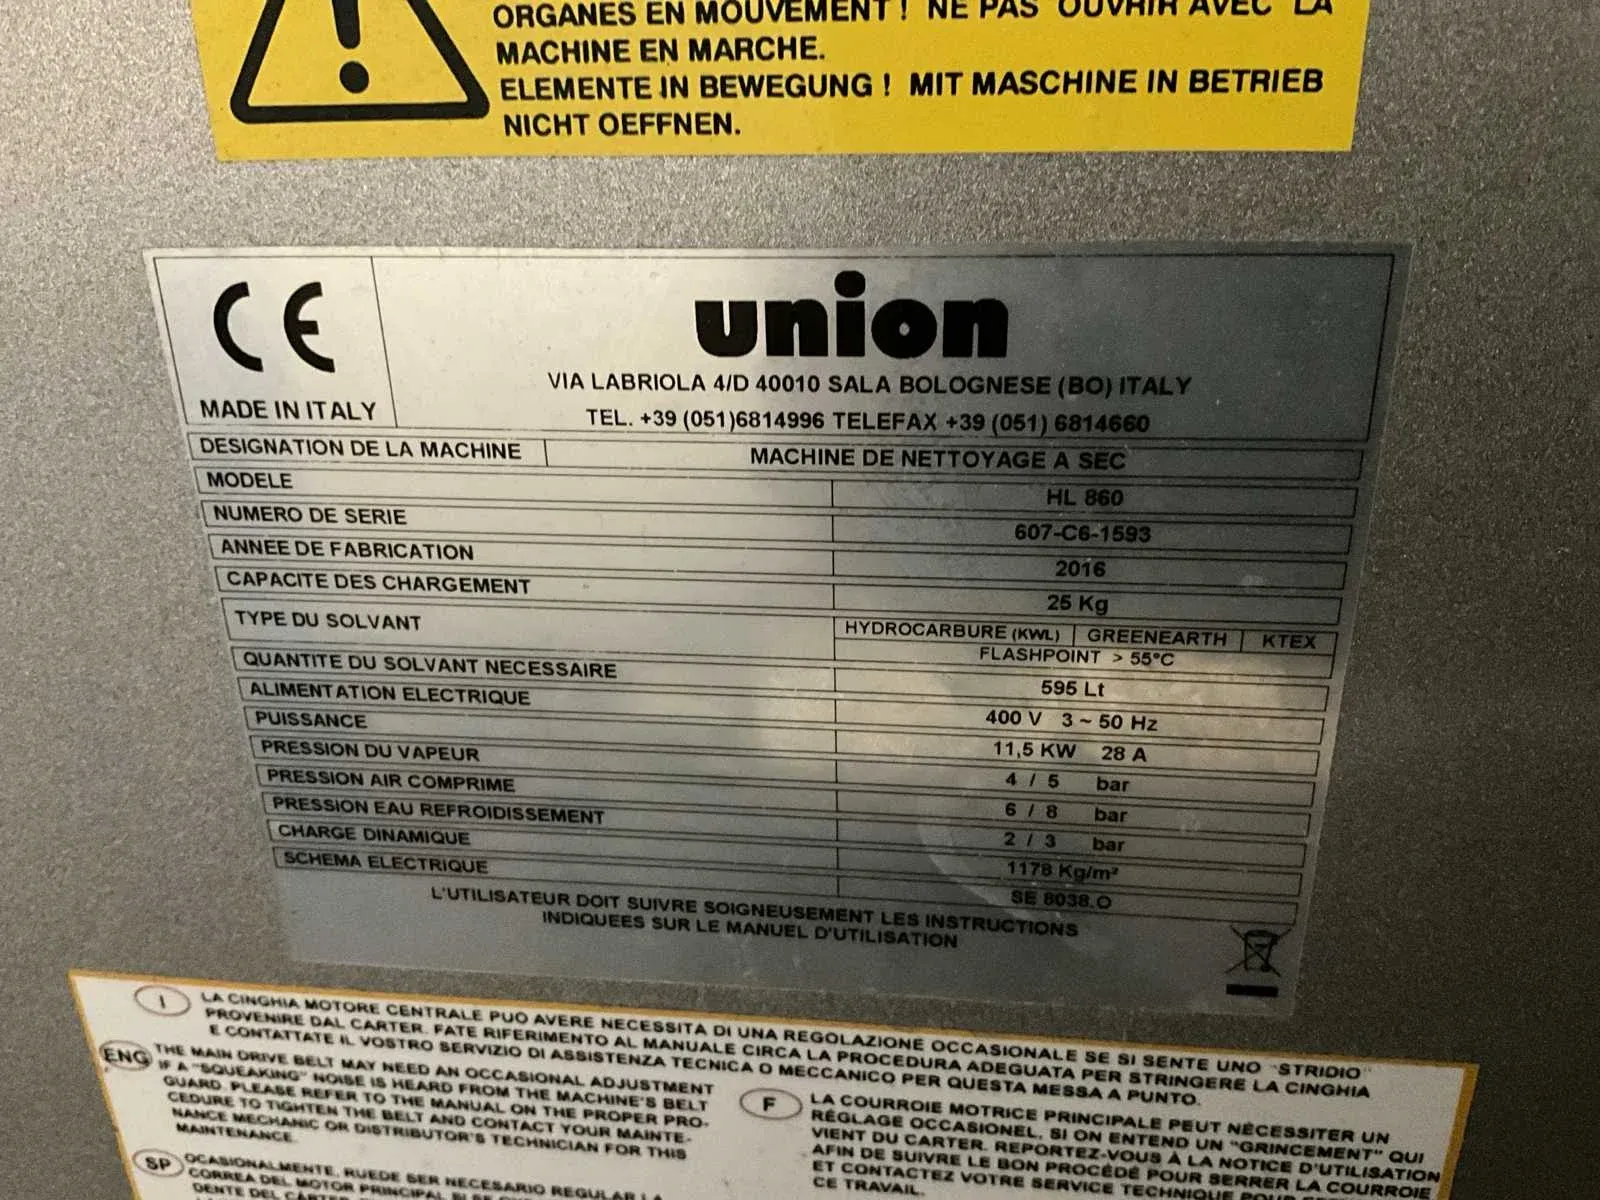 ORGANES EN MOUVEMENT ! NE PAS OUVRIR AVEC LA
MACHINE EN MARCHE.
ELEMENTE IN BEWEGUNG ! MIT MASCHINE IN BETRIEB
NICHT OEFFNEN.
CE
MADE IN ITALY
union
VIA LABRIOLA 4/D 40010 SALA BOLOGNESE (BO) ITALY
TEL. +39 (051)6814996 TELEFAX +39 (051) 6814660
DESIGNATION DE LA MACHINE MACHINE DE NETTOYAGE A SEC
MODELE HL 860
NUMERO DE SERIE 607-C6-1593
ANNEE DE FABRICATION 2016
CAPACITE DES CHARGEMENT 25 Kg
TYPE DU SOLVANT HYDROCARBURE (KWL) GREENEARTH KTEX
FLASHPOINT > 55°C
QUANTITE DU SOLVANT NECESSAIRE 595 Lt
ALIMENTATION ELECTRIQUE 400 V 3 ~ 50 Hz
PUISSANCE 11,5 KW 28 A
PRESSION DU VAPEUR 4 / 5 bar
PRESSION AIR COMPRIME 6 / 8 bar
PRESSION EAU REFROIDISSEMENT 2 / 3 bar
CHARGE DINAMIQUE 1178 Kg/m²
SCHEMA ELECTRIQUE SE 8038.O
L'UTILISATEUR DOIT SUIVRE SOIGNEUSEMENT LES INSTRUCTIONS
INDIQUEES SUR LE MANUEL D'UTILISATION
I
LA CINGHIA MOTORE CENTRALE PUO AVERE NECESSITA DI UNA REGOLAZIONE OCCASIONALE SE SI SENTE UNO "STRIDIO"
PROVENIRE DAL CARTER. FATE RIFERIMENTO AL MANUALE CIRCA LA PROCEDURA ADEGUATA PER STRINGERE LA CINGHIA
E CONTATTATE IL VOSTRO SERVIZIO DI ASSISTENZA TECNICA O MECCANICO PER QUESTA MESSA A PUNTO.
ENG
THE MAIN DRIVE BELT MAY NEED AN OCCASIONAL ADJUSTMENT
IF A "SQUEAKING" NOISE IS HEARD FROM THE MACHINE'S BELT
GUARD. PLEASE REFER TO THE MANUAL ON THE PROPER PRO-
CEDURE TO TIGHTEN THE BELT AND CONTACT YOUR MAINTE-
NANCE MECHANIC OR DISTRIBUTOR'S TECHNICIAN FOR THIS
MAINTENANCE.
F
LA COURROIE MOTRICE PRINCIPALE PEUT NÉCESSITER UN
RÉGLAGE OCCASIONEL, SI ON ENTEND UN "GRINCEMENT" QUI
VIENT DU CARTER. REPORTEZ-VOUS À LA NOTICE D'UTILISATION
AFIN DE SUIVRE LE BON PROCÉDÉ POUR SERRER LA COURROIE
ET CONTACTEZ VOTRE SERVICE TECHNIQUE POUR
CE TRAVAIL.
SP
OCASIONALMENTE, RUEDE SER NECESARIO REGULAR LA
CORREA DEL MOTOR PRINCIPAL SI SE
DENTE DEL